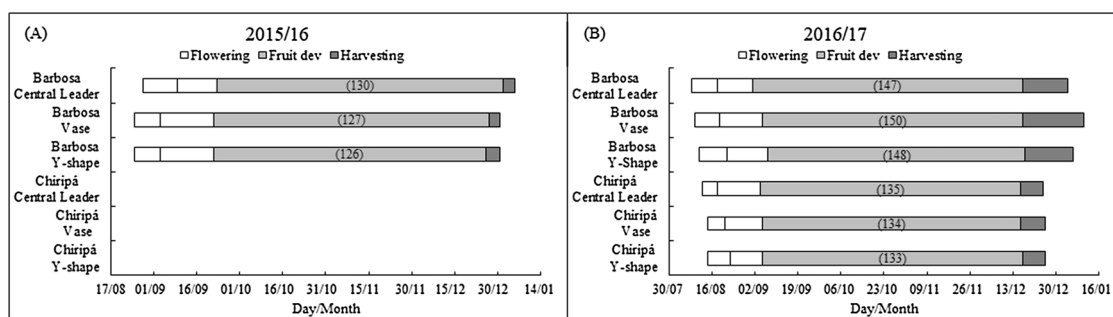 (A) 2015/16
Flowering Fruit dev Harvesting
Barbosa
Central Leader
(130)
Barbosa
Vase
(127)
Barbosa
Y-shape
(126)
Chiripá
Central Leader
Chiripá
Vase
Chiripá
Y-shape
17/08 01/09 16/09 01/10 16/10 31/10 15/11 30/11 15/12 30/12 14/01
Day/Month
(B) 2016/17
Flowering Fruit dev Harvesting
Barbosa
Central Leader
(147)
Barbosa
Vase
(150)
Barbosa
Y-Shape
(148)
Chiripá
Central Leader
(135)
Chiripá
Vase
(134)
Chiripá
Y-shape
(133)
30/07 16/08 02/09 19/09 06/10 23/10 09/11 26/11 13/12 30/12 16/01
Day/Month